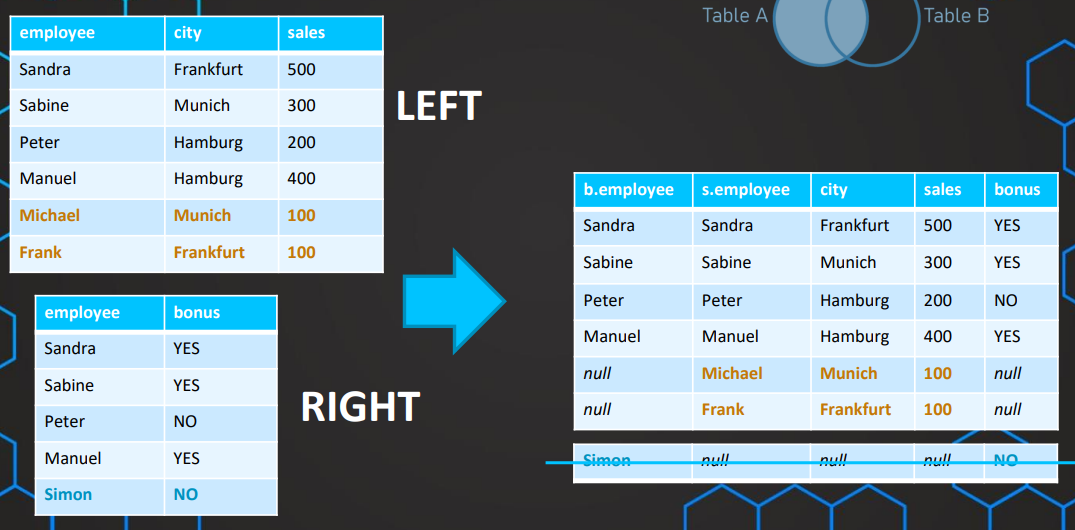 Table A Table B
employee city sales
Sandra Frankfurt 500
Sabine Munich 300
Peter Hamburg 200
Manuel Hamburg 400
Michael Munich 100
Frank Frankfurt 100
LEFT
employee bonus
Sandra YES
Sabine YES
Peter NO
Manuel YES
Simon NO
RIGHT
b.employee s.employee city sales bonus
Sandra Sandra Frankfurt 500 YES
Sabine Sabine Munich 300 YES
Peter Peter Hamburg 200 NO
Manuel Manuel Hamburg 400 YES
null Michael Munich 100 null
null Frank Frankfurt 100 null
Simon null null null NO